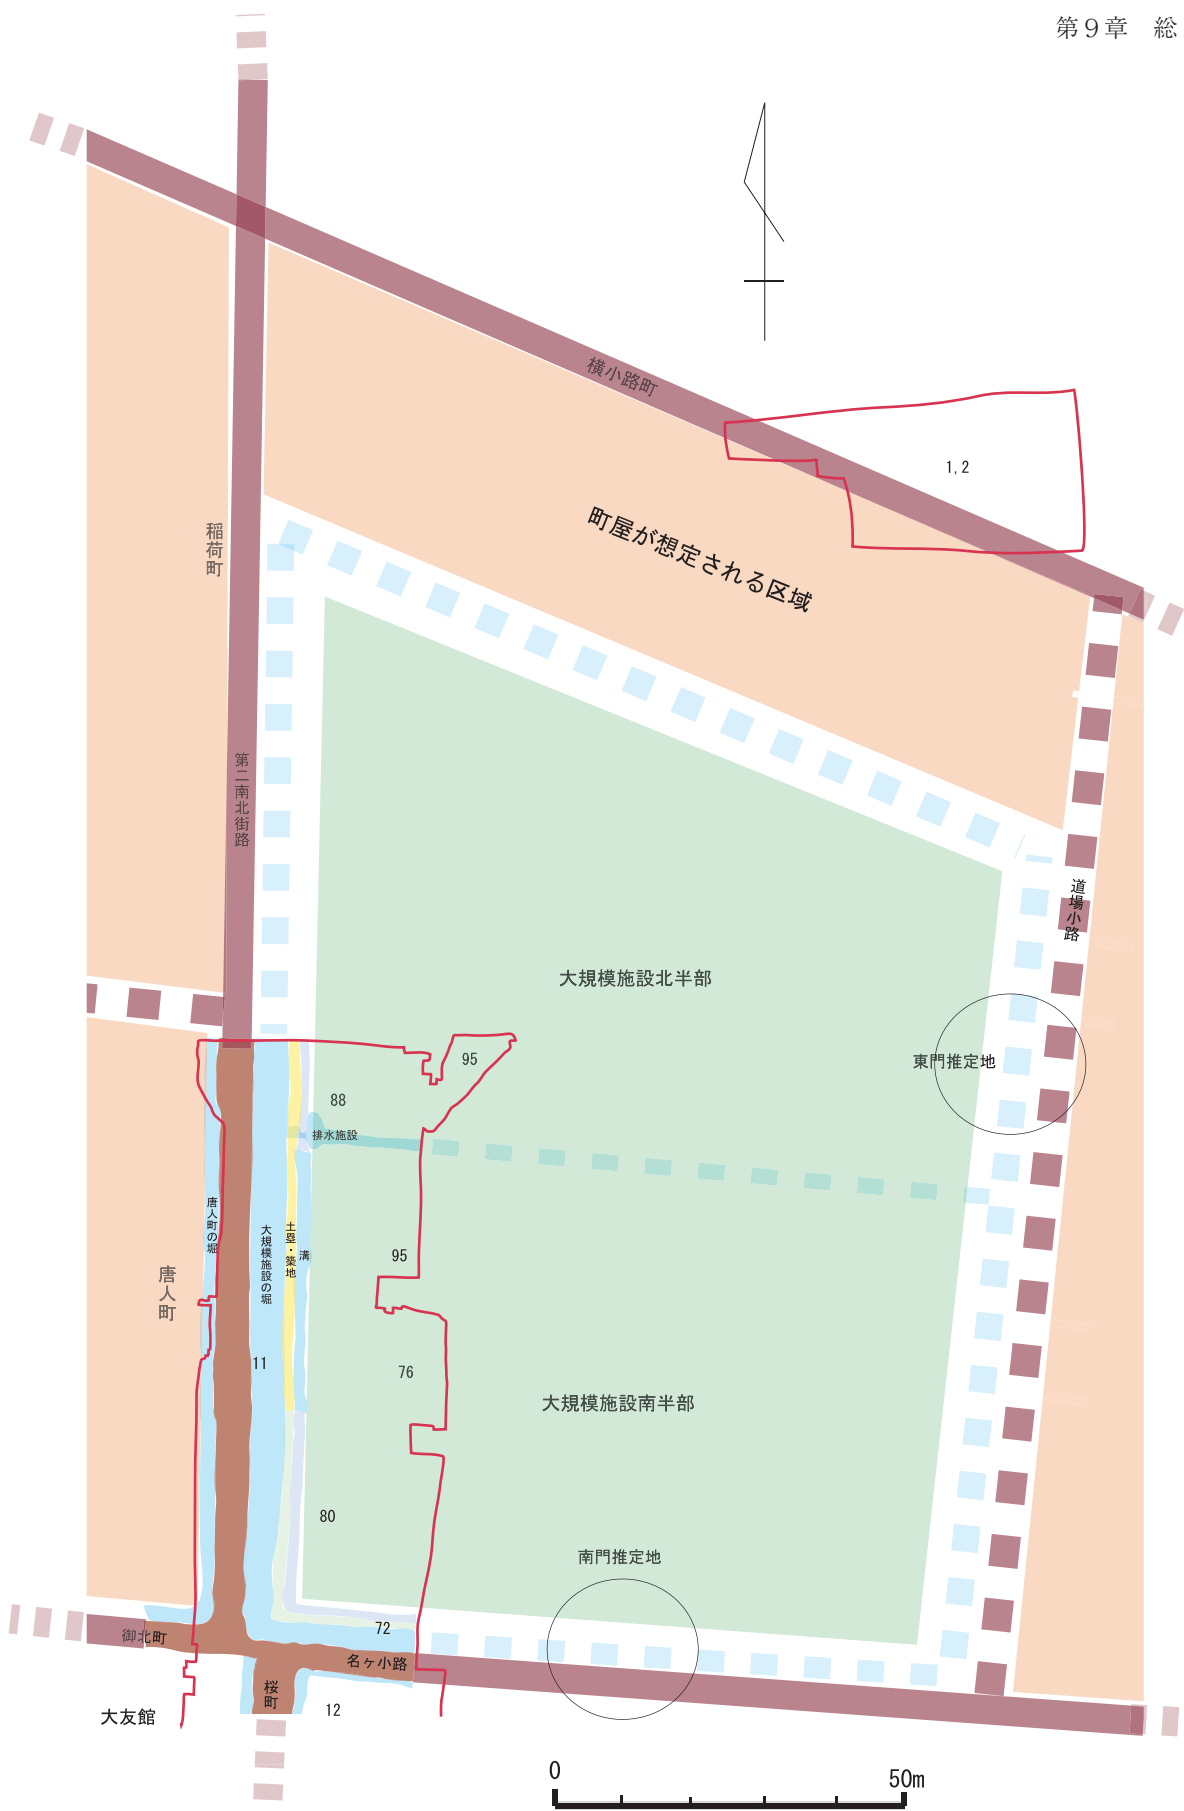 第９章　総
横小路町
1,2
町屋が想定される区域
稲荷町
第二南北街路
道場小路
大規模施設北半部
東門推定地
95
88
排水施設
唐人町の堀
大規模施設の堀
土塁・築地
溝
95
唐人町
11
76
大規模施設南半部
80
南門推定地
72
御北町
名ヶ小路
桜町
12
大友館
0
50m